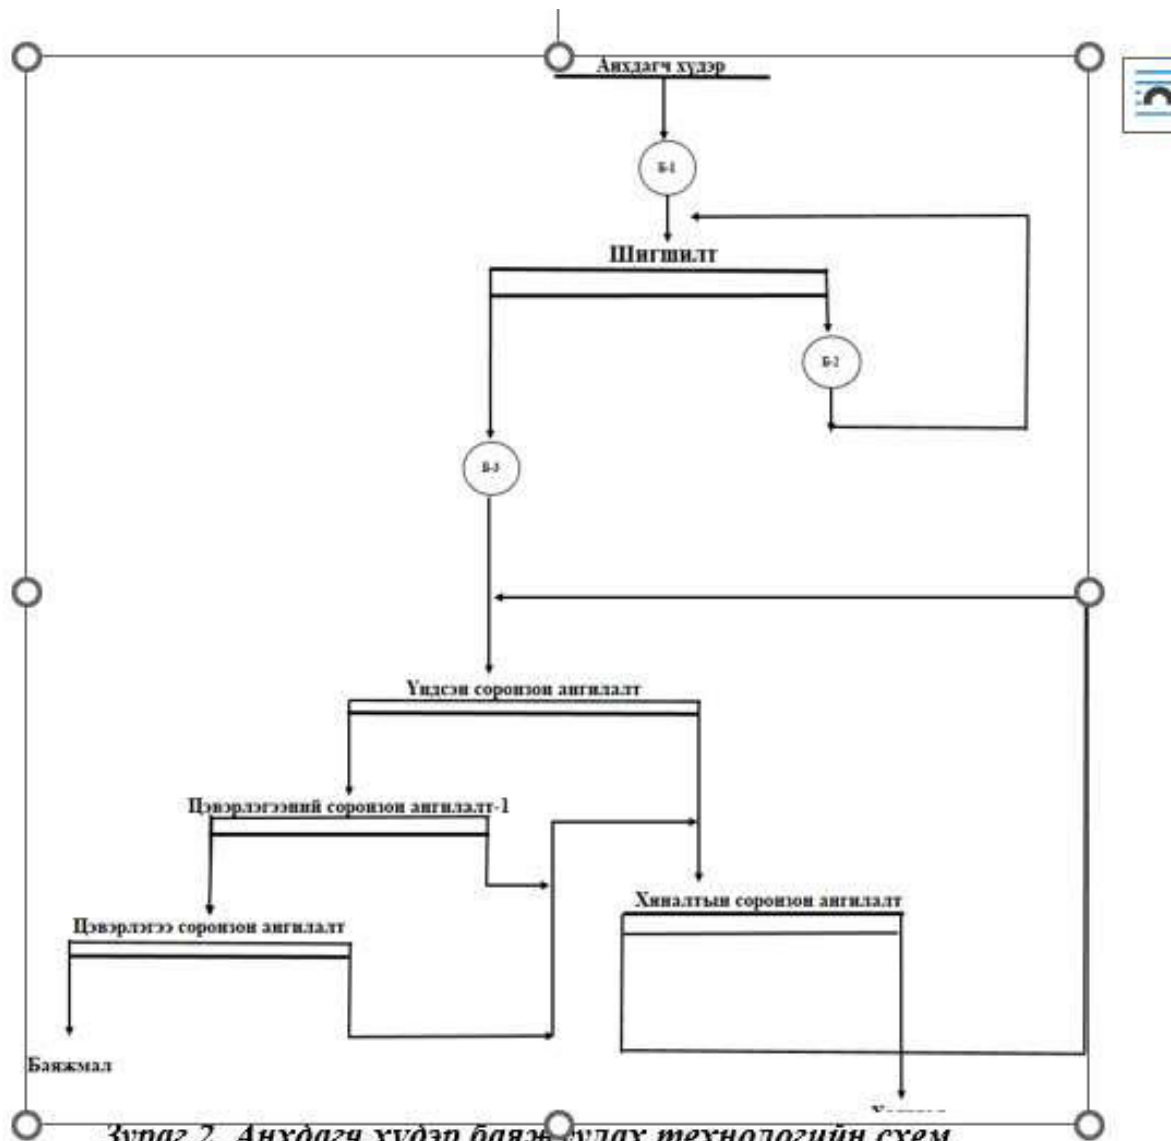 Анхдагч хүдэр
Б-1
Шигшилт
Б-2
Б-3
Үндсэн соронзон ангилалт
Цэвэрлэгээний соронзон ангилалт-1
Хяналтын соронзон ангилалт
Цэвэрлэгээ соронзон ангилалт
Баяжмал
Зураг 2. Анхдагч хүдэр технологийн схем